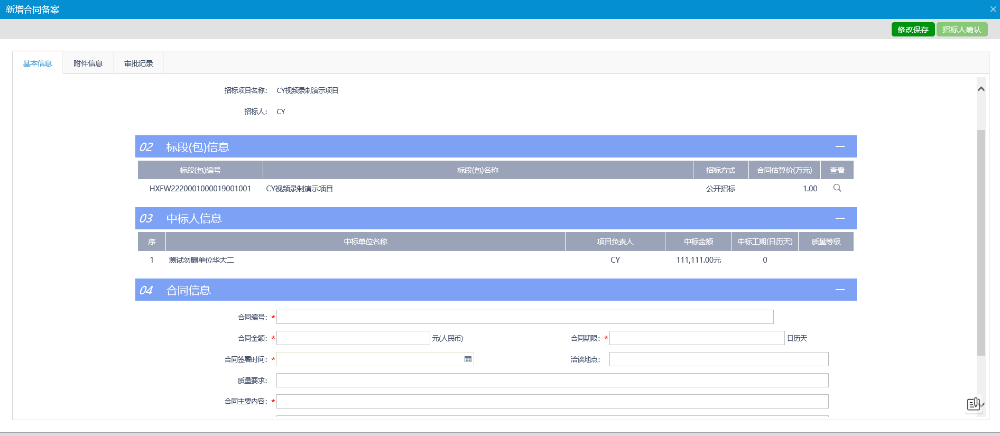 新增合同备案
修改保存 招标人确认
基本信息 附件信息 审批记录
招标项目名称： CY视频录制演示项目
招标人： CY
02 标段(包)信息
标段(包)编号 标段(包)名称 招标方式 合同估算价(万元) 查看
HXFW2220001000019001001 CY视频录制演示项目 公开招标 1.00
03 中标人信息
序 中标单位名称 项目负责人 中标金额 中标工期(日历天) 质量等级
1 测试勿删单位华大二 CY 111,111.00元 0
04 合同信息
合同编号：*
合同金额：* 元(人民币) 合同期限：* 日历天
合同签署时间：* 洽谈地点：
质量要求：
合同主要内容：*